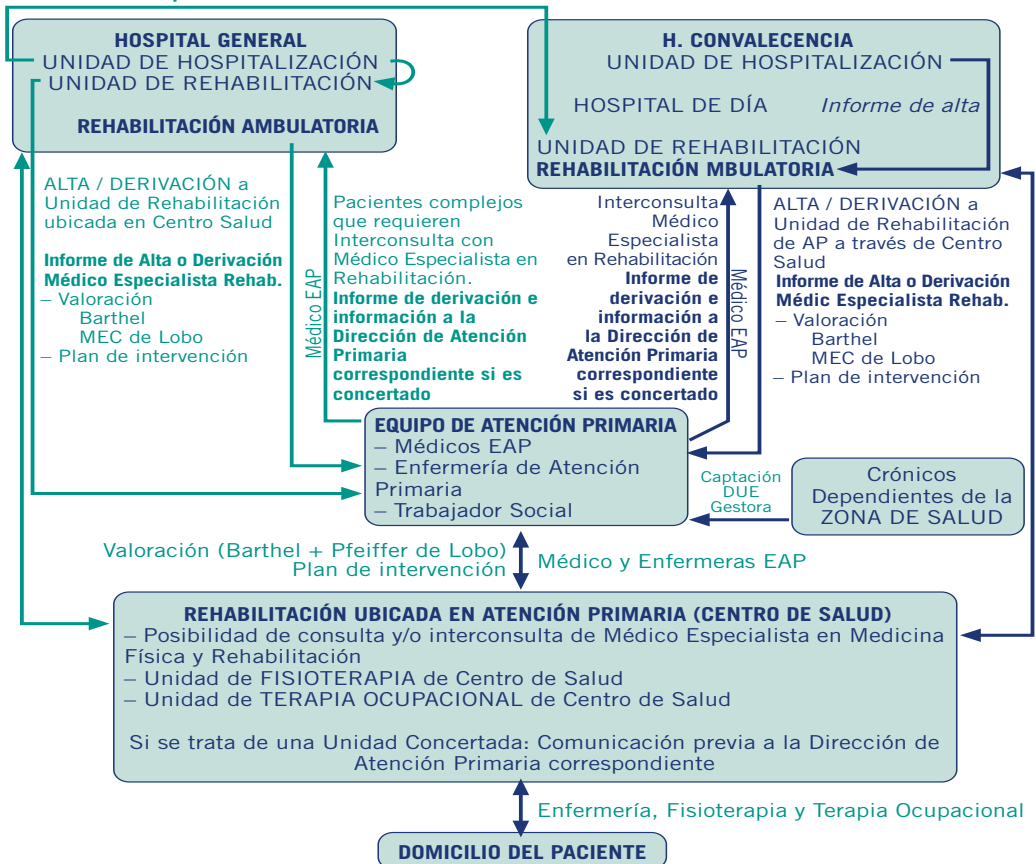 HOSPITAL GENERAL
UNIDAD DE HOSPITALIZACIÓN
UNIDAD DE REHABILITACIÓN
REHABILITACIÓN AMBULATORIA
H. CONVALECENCIA
UNIDAD DE HOSPITALIZACIÓN
HOSPITAL DE DÍA Informe de alta
UNIDAD DE REHABILITACIÓN
REHABILITACIÓN MBULATORIA
ALTA / DERIVACIÓN a
Unidad de Rehabilitación
ubicada en Centro Salud
Informe de Alta o Derivación
Médico Especialista Rehab.
– Valoración
Barthel
MEC de Lobo
– Plan de intervención
Médico EAP
Pacientes complejos
que requieren
Interconsulta con
Médico Especialista en
Rehabilitación.
Informe de derivación e
información a la
Dirección de Atención
Primaria
correspondiente si es
concertado
Interconsulta
Médico
Especialista
en Rehabilitación
Informe de
derivación e
información a
la Dirección de
Atención Primaria
correspondiente
si es concertado
Médico EAP
ALTA / DERIVACIÓN a
Unidad de Rehabilitación
de AP a través de Centro
Salud
Informe de Alta o Derivación
Médic Especialista Rehab.
– Valoración
Barthel
MEC de Lobo
– Plan de intervención
EQUIPO DE ATENCIÓN PRIMARIA
– Médicos EAP
– Enfermería de Atención
Primaria
– Trabajador Social
Captación
DUE
Gestora
Crónicos
Dependientes de la
ZONA DE SALUD
Valoración (Barthel + Pfeiffer de Lobo)
Plan de intervención
Médico y Enfermeras EAP
REHABILITACIÓN UBICADA EN ATENCIÓN PRIMARIA (CENTRO DE SALUD)
– Posibilidad de consulta y/o interconsulta de Médico Especialista en Medicina
Física y Rehabilitación
– Unidad de FISIOTERAPIA de Centro de Salud
– Unidad de TERAPIA OCUPACIONAL de Centro de Salud
Si se trata de una Unidad Concertada: Comunicación previa a la Dirección de
Atención Primaria correspondiente
Enfermería, Fisioterapia y Terapia Ocupacional
DOMICILIO DEL PACIENTE